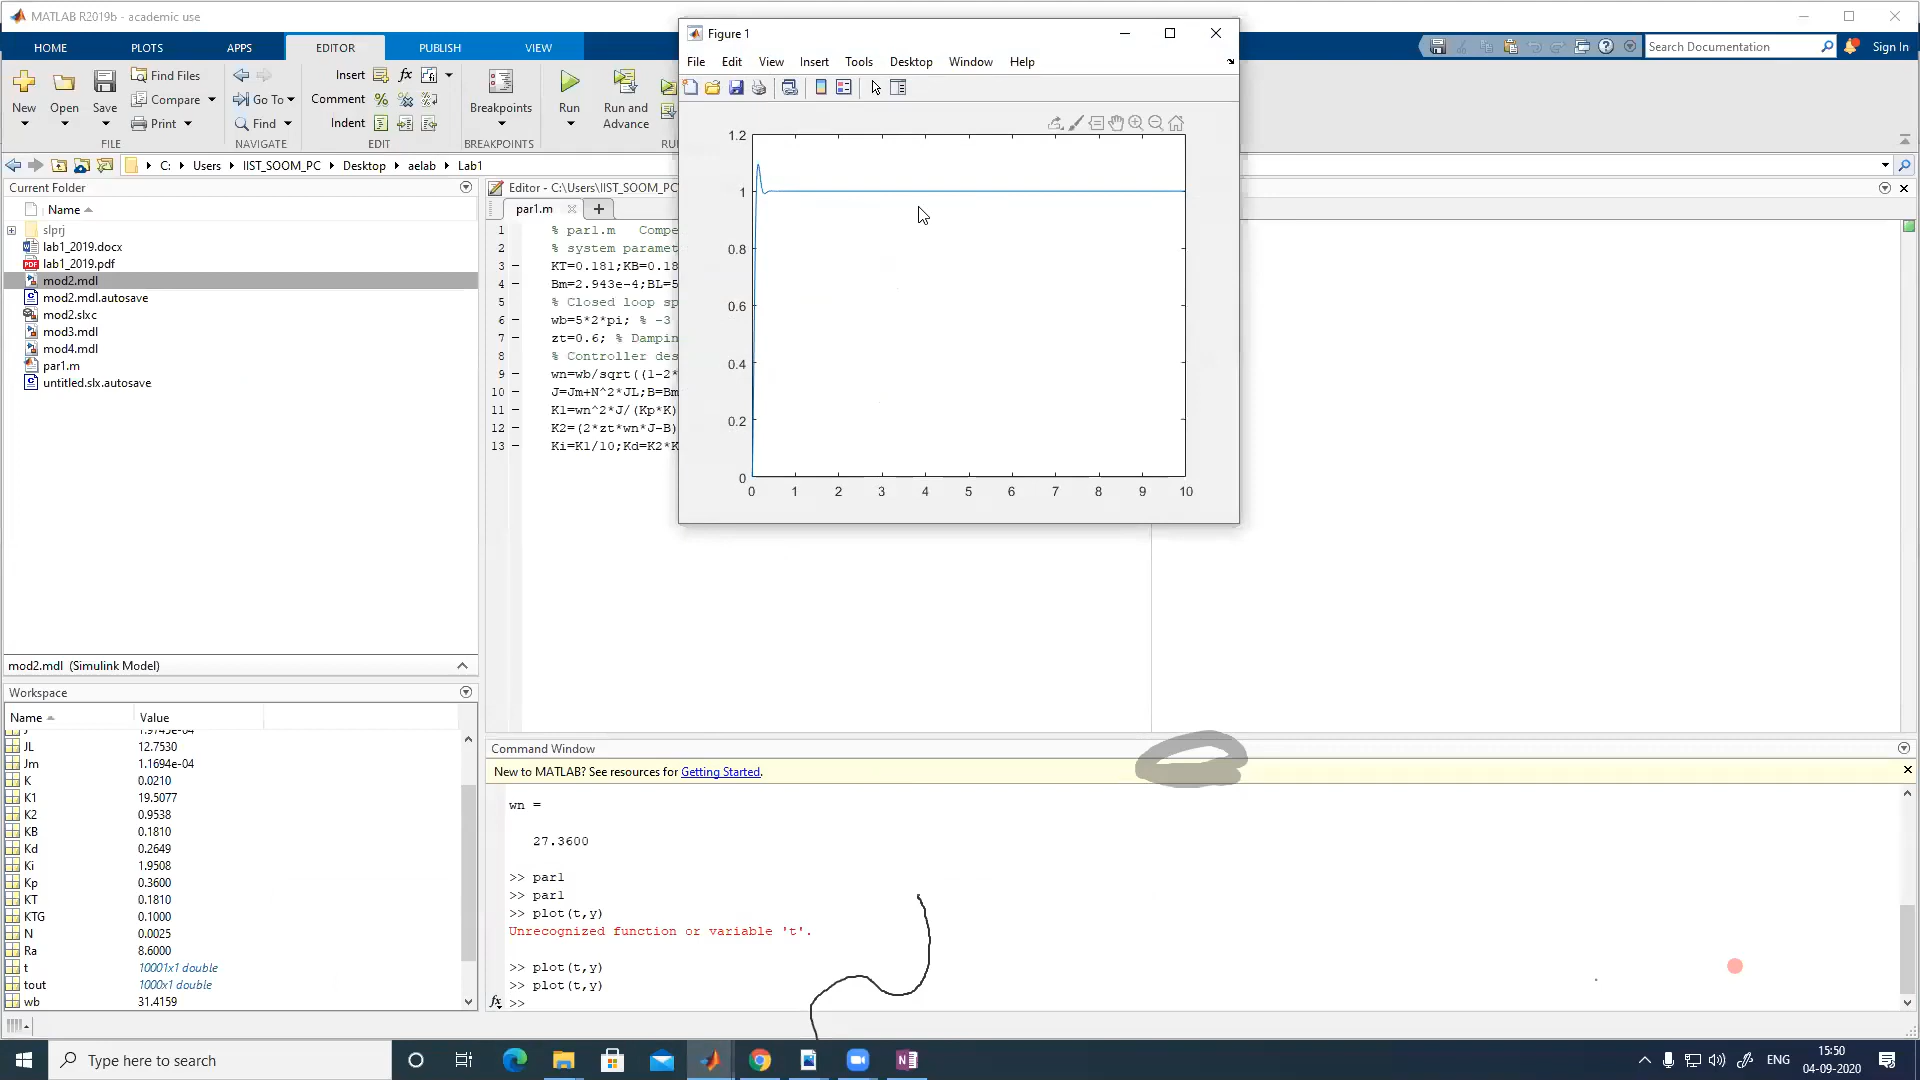 MATLAB R2019b - academic use
HOME PLOTS APPS EDITOR PUBLISH VIEW
Search Documentation
Sign In
New
Open
Save
Find Files
Compare
Print
FILE
Go To
Find
NAVIGATE
Insert
Comment
Indent
EDIT
Breakpoints
BREAKPOINTS
Run
Run and
Advance
C: Users IIST_SOOM_PC Desktop aelab Lab1
Current Folder
Name
slprj
lab1_2019.docx
lab1_2019.pdf
mod2.mdl
mod2.mdl.autosave
mod2.slxc
mod3.mdl
mod4.mdl
par1.m
untitled.slx.autosave
mod2.mdl (Simulink Model)
Workspace
Name Value
JL 12.7530
Jm 1.1694e-04
K 0.0210
K1 19.5077
K2 0.9538
KB 0.1810
Kd 0.2649
Ki 1.9508
Kp 0.3600
KT 0.1810
KTG 0.1000
N 0.0025
Ra 8.6000
t 10001x1 double
tout 1000x1 double
wb 31.4159
Editor - C:\Users\IIST_SOOM_PC
par1.m
1 % par1.m Compe
2 % system paramet
3 KT=0.181;KB=0.18
4 Bm=2.943e-4;BL=5
5 % Closed loop sp
6 wb=5*2*pi; % -3
7 zt=0.6; % Dampin
8 % Controller des
9 wn=wb/sqrt((1-2*
10 J=Jm+N^2*JL;B=Bm
11 K1=wn^2*J/(Kp*K)
12 K2=(2*zt*wn*J-B)
13 Ki=K1/10;Kd=K2*K
Figure 1
File Edit View Insert Tools Desktop Window Help
1.2
1
0.8
0.6
0.4
0.2
0
0 1 2 3 4 5 6 7 8 9 10
Command Window
New to MATLAB? See resources for Getting Started.
wn =
27.3600
>> par1
>> par1
>> plot(t,y)
Unrecognized function or variable 't'.
>> plot(t,y)
>> plot(t,y)
fx >>
Type here to search
ENG
15:50
04-09-2020